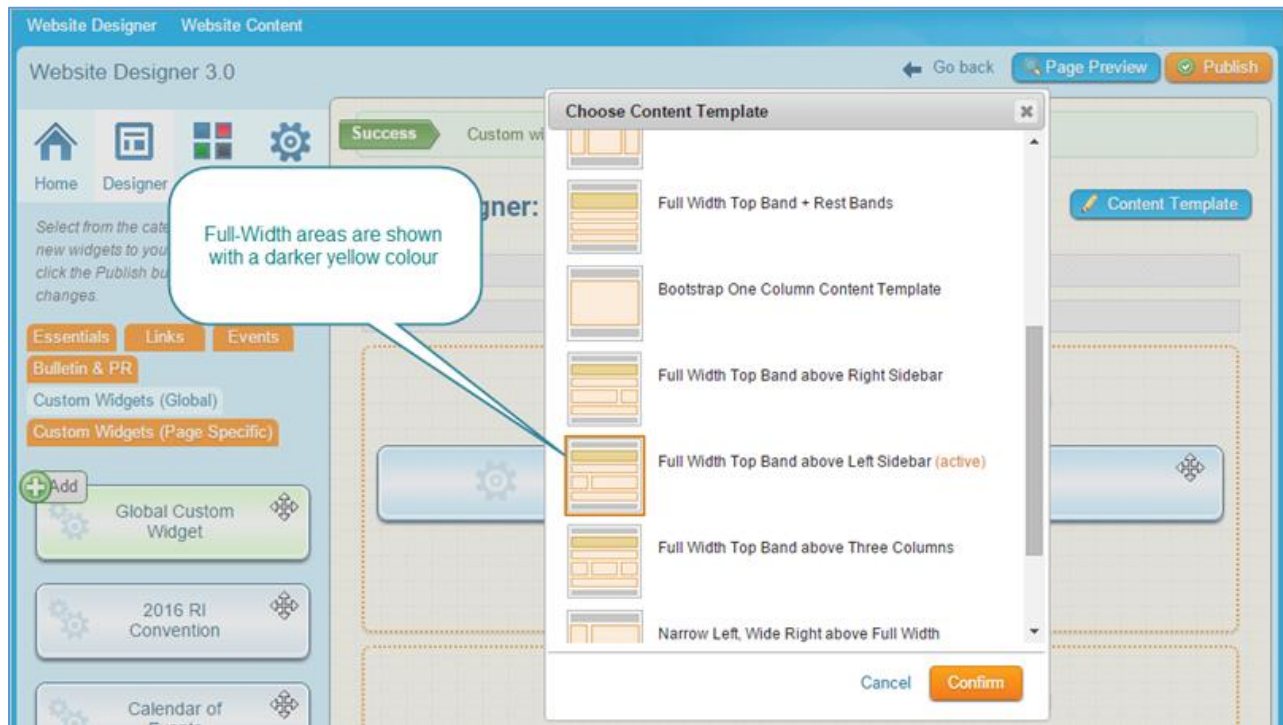 Website Designer Website Content
Website Designer 3.0
Go back
Page Preview
Publish
Home
Designer
Success
Custom wi
Choose Content Template
Select from the cate
new widgets to you
click the Publish bu
changes.
Full-Width areas are shown
with a darker yellow colour
gner:
Content Template
Essentials
Links
Events
Bulletin & PR
Custom Widgets (Global)
Custom Widgets (Page Specific)
Add
Global Custom
Widget
2016 RI
Convention
Calendar of
Full Width Top Band + Rest Bands
Bootstrap One Column Content Template
Full Width Top Band above Right Sidebar
Full Width Top Band above Left Sidebar (active)
Full Width Top Band above Three Columns
Narrow Left, Wide Right above Full Width
Cancel
Confirm